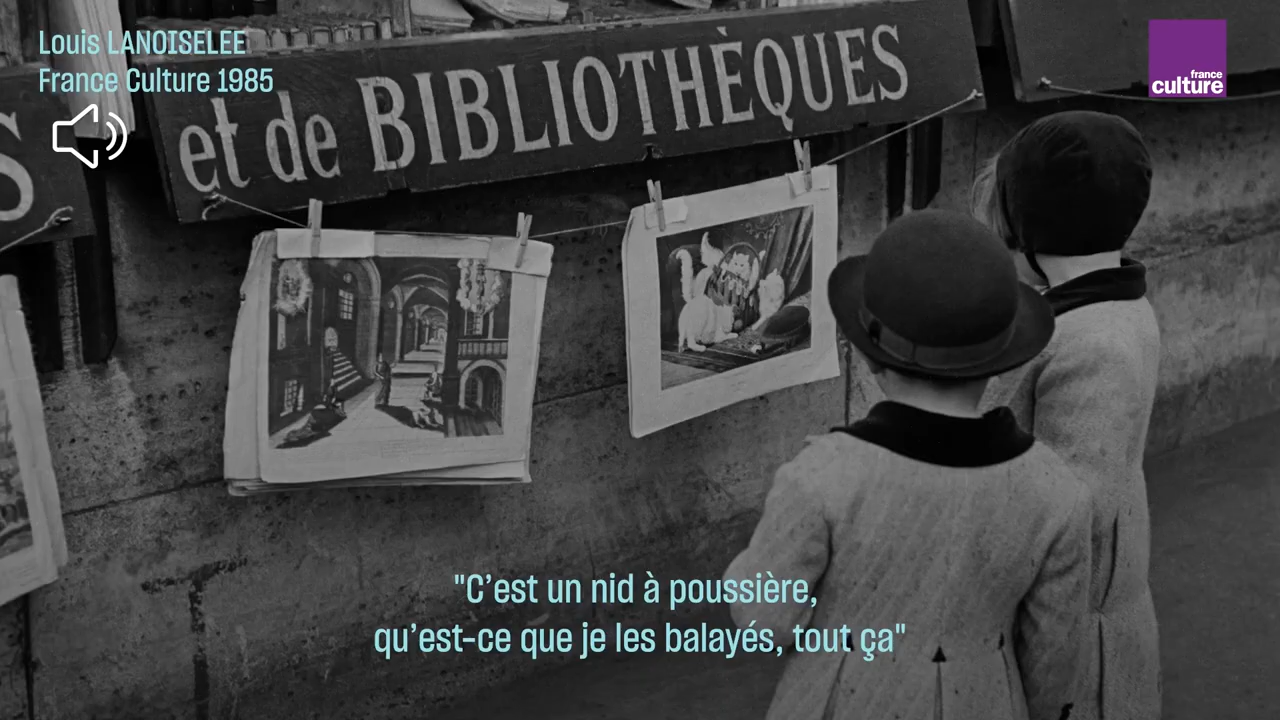 Louis LANOISELEE
France Culture 1985
et de BIBLIOTHÈQUES
S
france
culture
"C’est un nid à poussière,
qu’est-ce que je les balayés, tout ça"